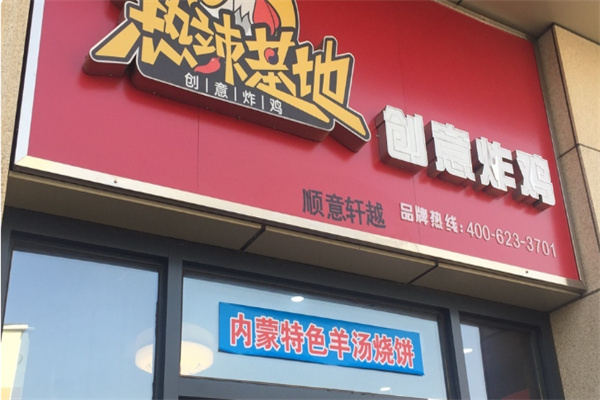 热辣基地
创|意|炸|鸡
创意炸鸡
顺意轩越
品牌热线:400-623-3701
内蒙特色羊汤烧饼